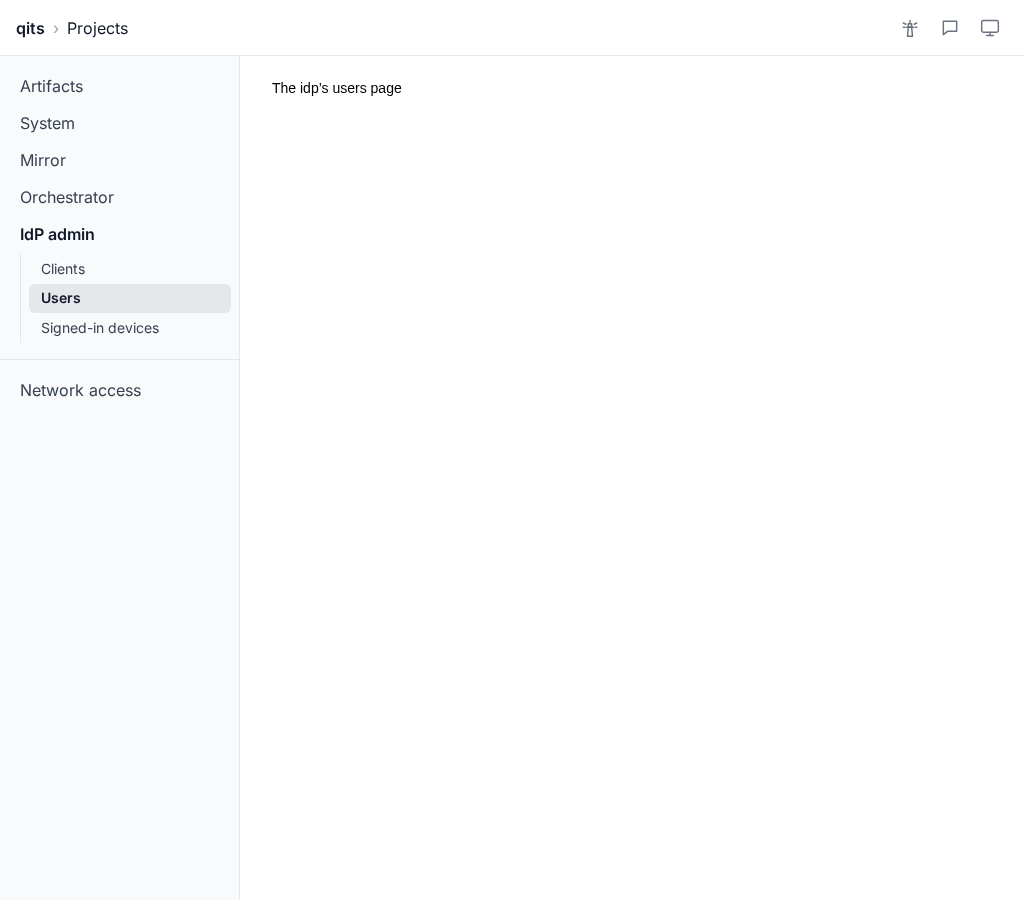 qits › Projects
Artifacts
System
Mirror
Orchestrator
IdP admin
Clients
Users
Signed-in devices
Network access
The idp’s users page